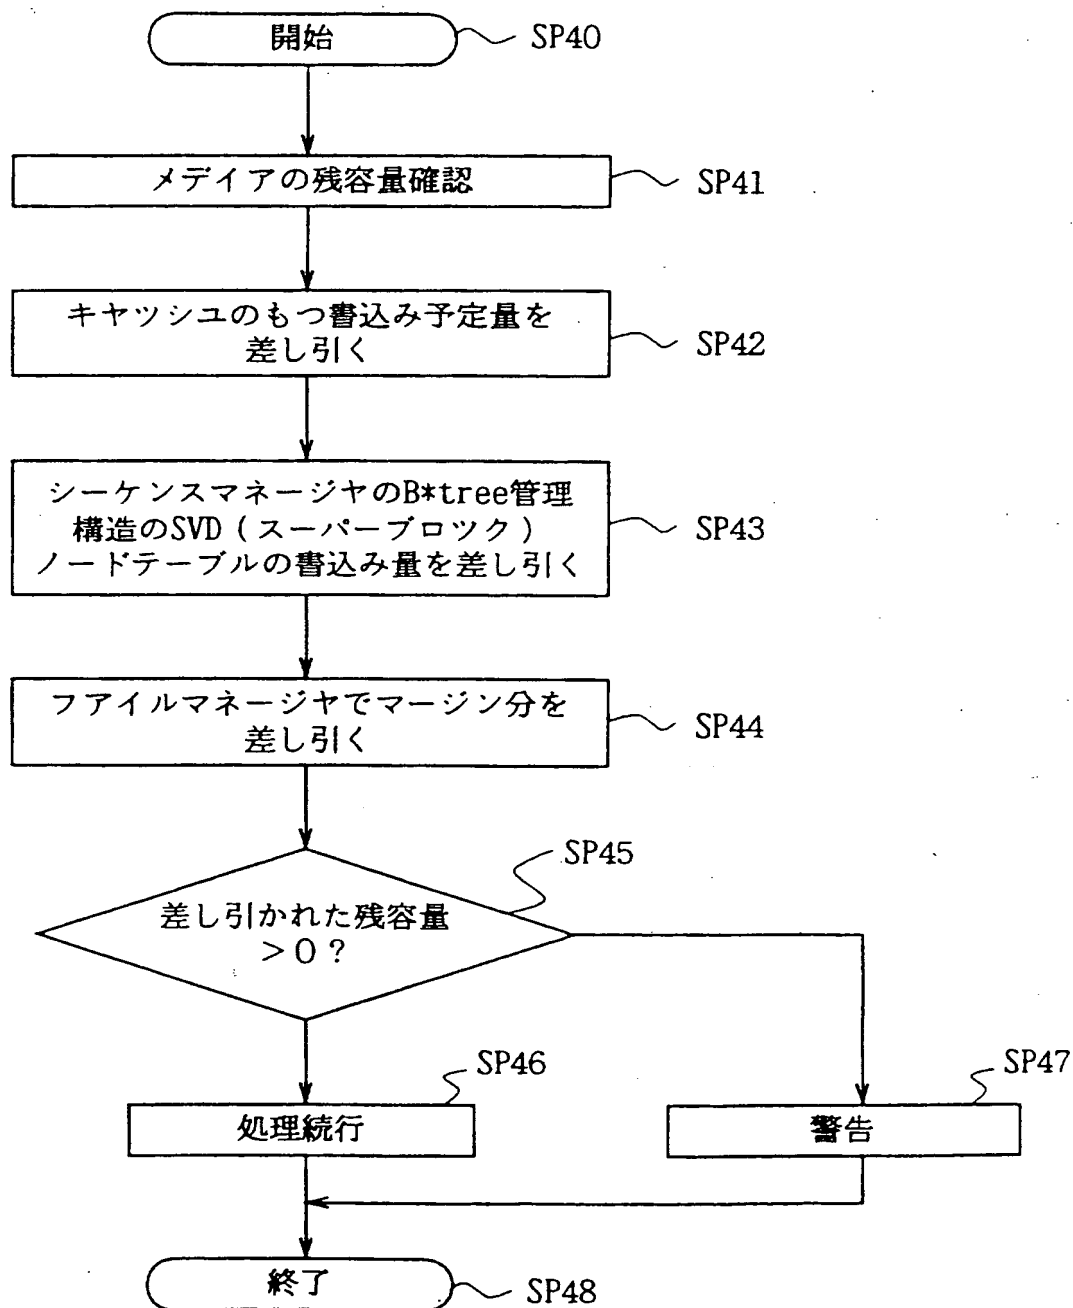 開始
SP40
メデイアの残容量確認
SP41
キヤツシユのもつ書込み予定量を
差し引く
SP42
シーケンスマネージヤのB*tree管理
構造のSVD(スーパーブロツク)
ノードテーブルの書込み量を差し引く
SP43
フアイルマネージヤでマージン分を
差し引く
SP44
SP45
差し引かれた残容量
>0?
SP46
処理続行
SP47
警告
終了
SP48